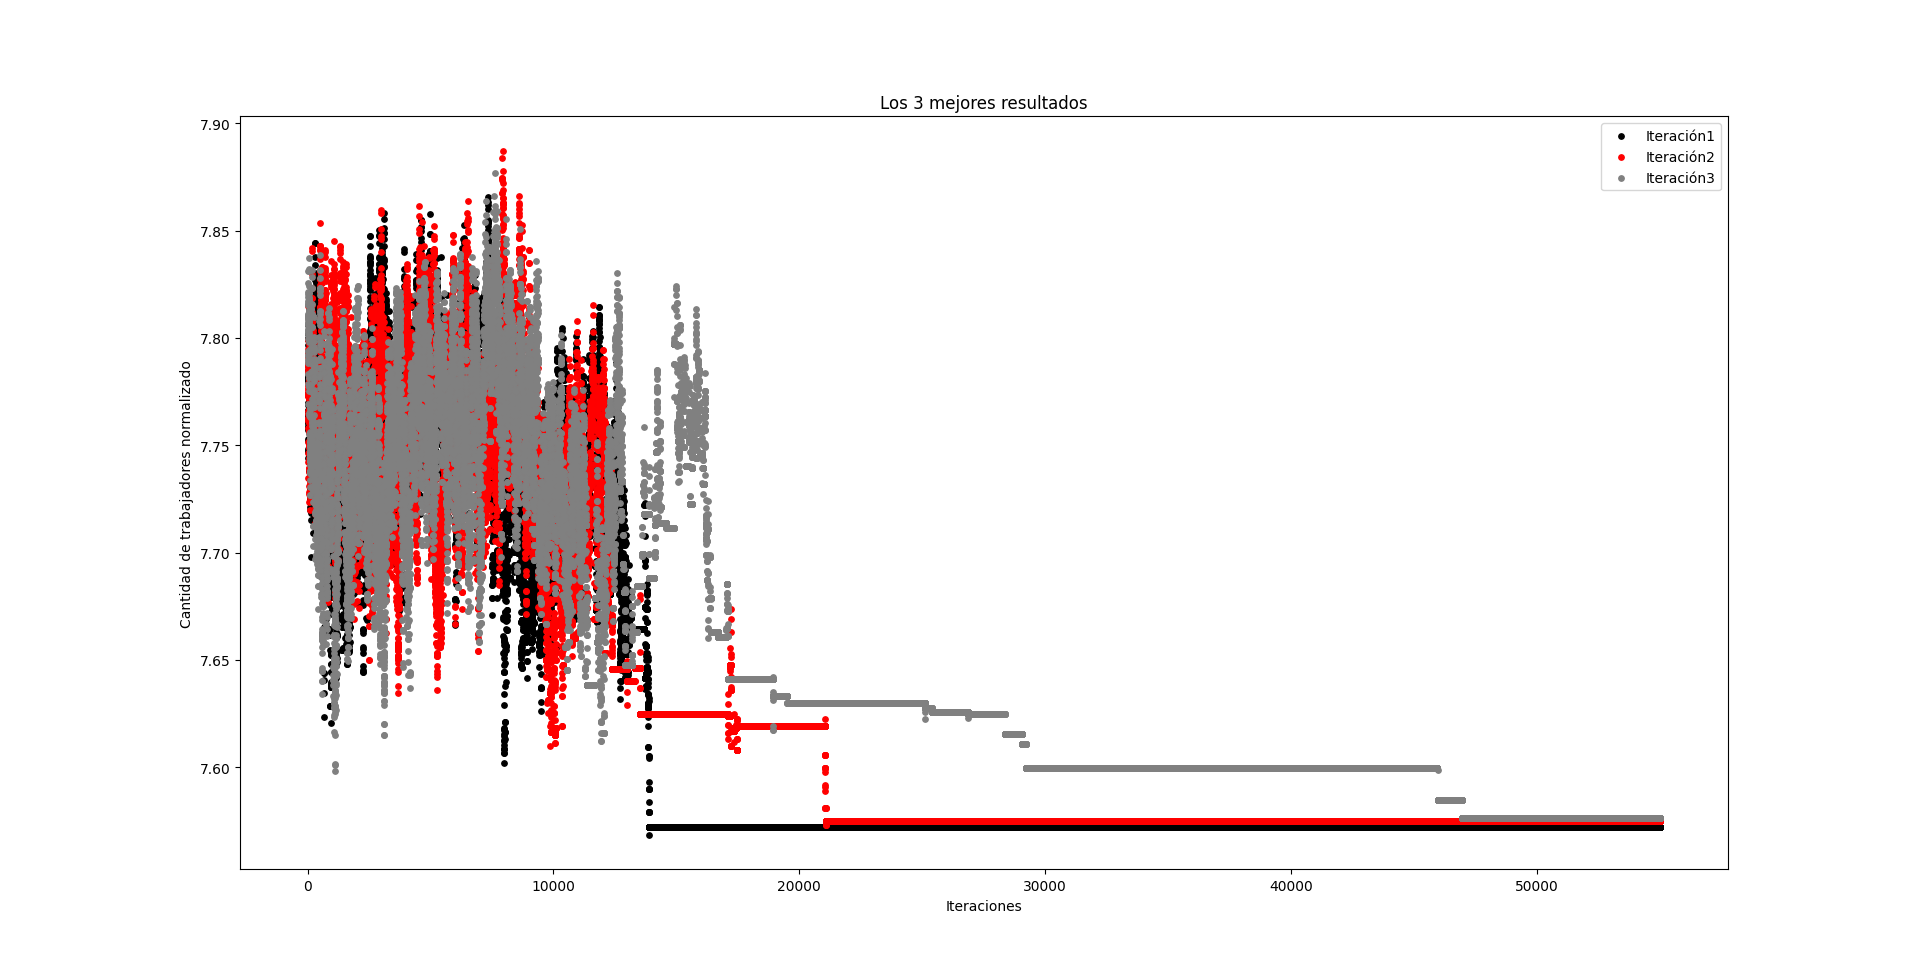 Los 3 mejores resultados
7.90
7.85
7.80
7.75
7.70
7.65
7.60
Cantidad de trabajadores normalizado
Iteración1
Iteración2
Iteración3
0 10000 20000 30000 40000 50000
Iteraciones